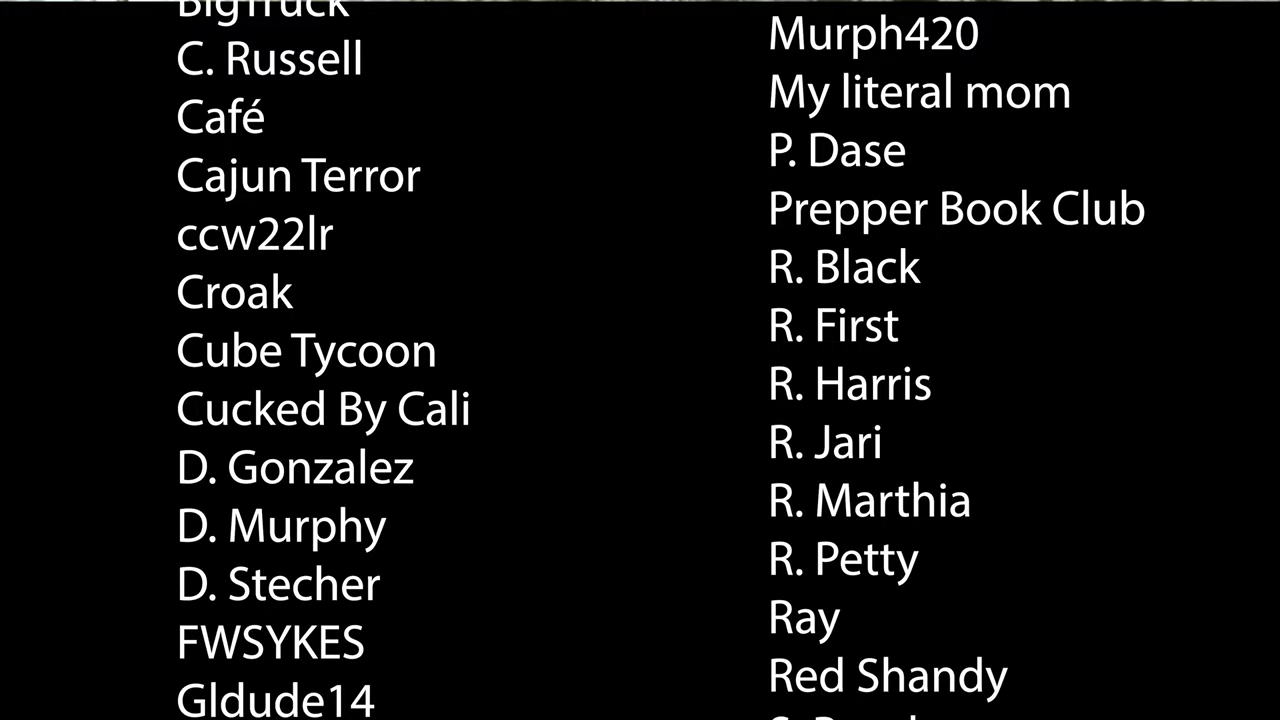 BigTruck
C. Russell
Café
Cajun Terror
ccw22lr
Croak
Cube Tycoon
Cucked By Cali
D. Gonzalez
D. Murphy
D. Stecher
FWSYKES
Gldude14
Murph420
My literal mom
P. Dase
Prepper Book Club
R. Black
R. First
R. Harris
R. Jari
R. Marthia
R. Petty
Ray
Red Shandy